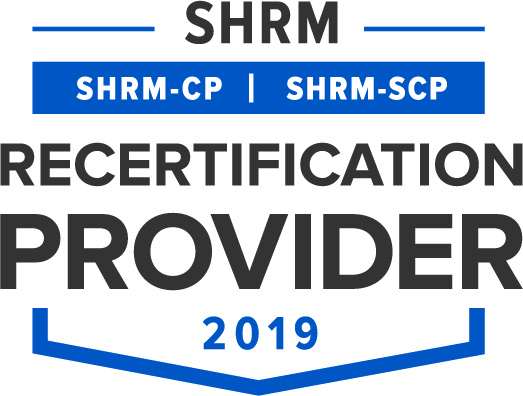 SHRM
SHRM-CP | SHRM-SCP
RECERTIFICATION
PROVIDER
2019